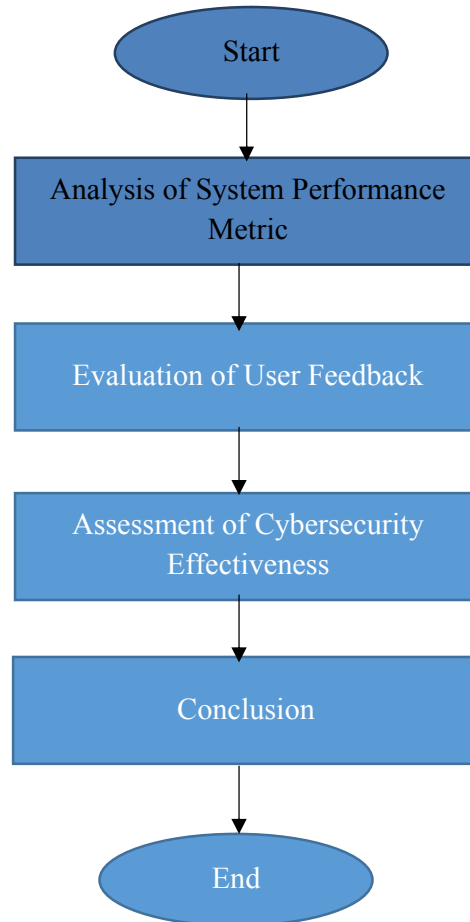 Start
Analysis of System Performance
Metric
Evaluation of User Feedback
Assessment of Cybersecurity
Effectiveness
Conclusion
End